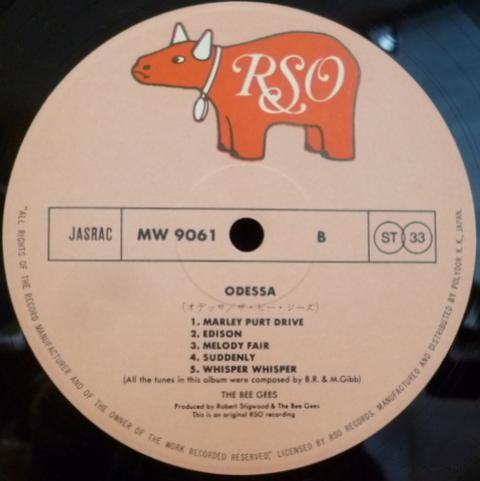 RSO
JASRAC
MW 9061
B
ST 33
ODESSA
(オデッサ/ザ・ビー・ジーズ)
1. MARLEY PURT DRIVE
2. EDISON
3. MELODY FAIR
4. SUDDENLY
5. WHISPER WHISPER
(All the tunes in this album were composed by B.R. & M.Gibb)
THE BEE GEES
Produced by Robert Stigwood & The Bee Gees
This is an original RSO recording
"ALL RIGHTS OF THE RECORD MANUFACTURER AND OF THE OWNER OF THE WORK RECORDED RESERVED." LICENSED BY RSO RECORDS. MANUFACTURED AND DISTRIBUTED BY POLYDOR K.K., JAPAN.